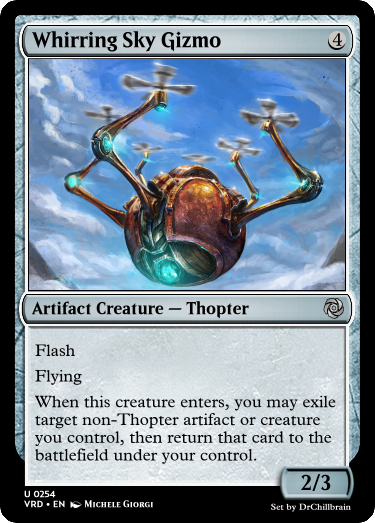 Whirring Sky Gizmo 4
Artifact Creature — Thopter
Flash
Flying
When this creature enters, you may exile
target non-Thopter artifact or creature
you control, then return that card to the
battlefield under your control.
2/3
U 0254
VRD • EN Michele Giorgi
Set by DrChillbrain